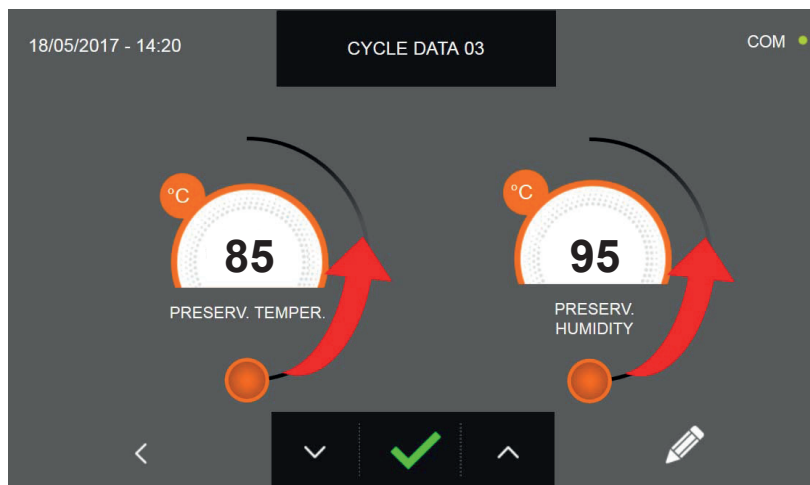 18/05/2017 - 14:20
CYCLE DATA 03
COM
°C
85
PRESERV. TEMPER.
°C
95
PRESERV.
HUMIDITY